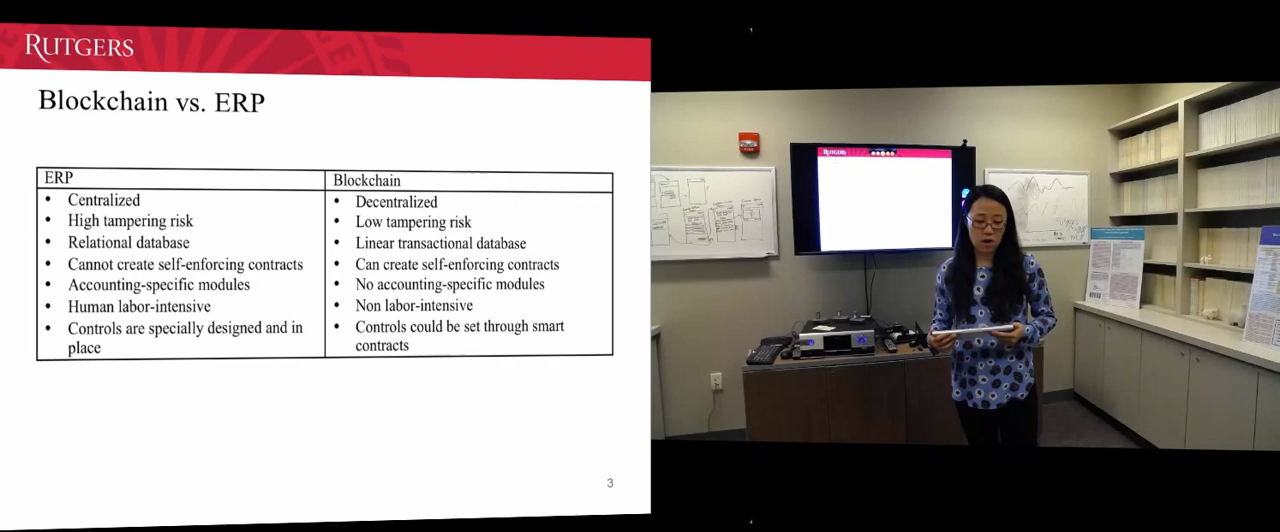 RUTGERS
Blockchain vs. ERP
ERP
• Centralized
• High tampering risk
• Relational database
• Cannot create self-enforcing contracts
• Accounting-specific modules
• Human labor-intensive
• Controls are specially designed and in
place
Blockchain
• Decentralized
• Low tampering risk
• Linear transactional database
• Can create self-enforcing contracts
• No accounting-specific modules
• Non labor-intensive
• Controls could be set through smart
contracts
3
RUTGERS